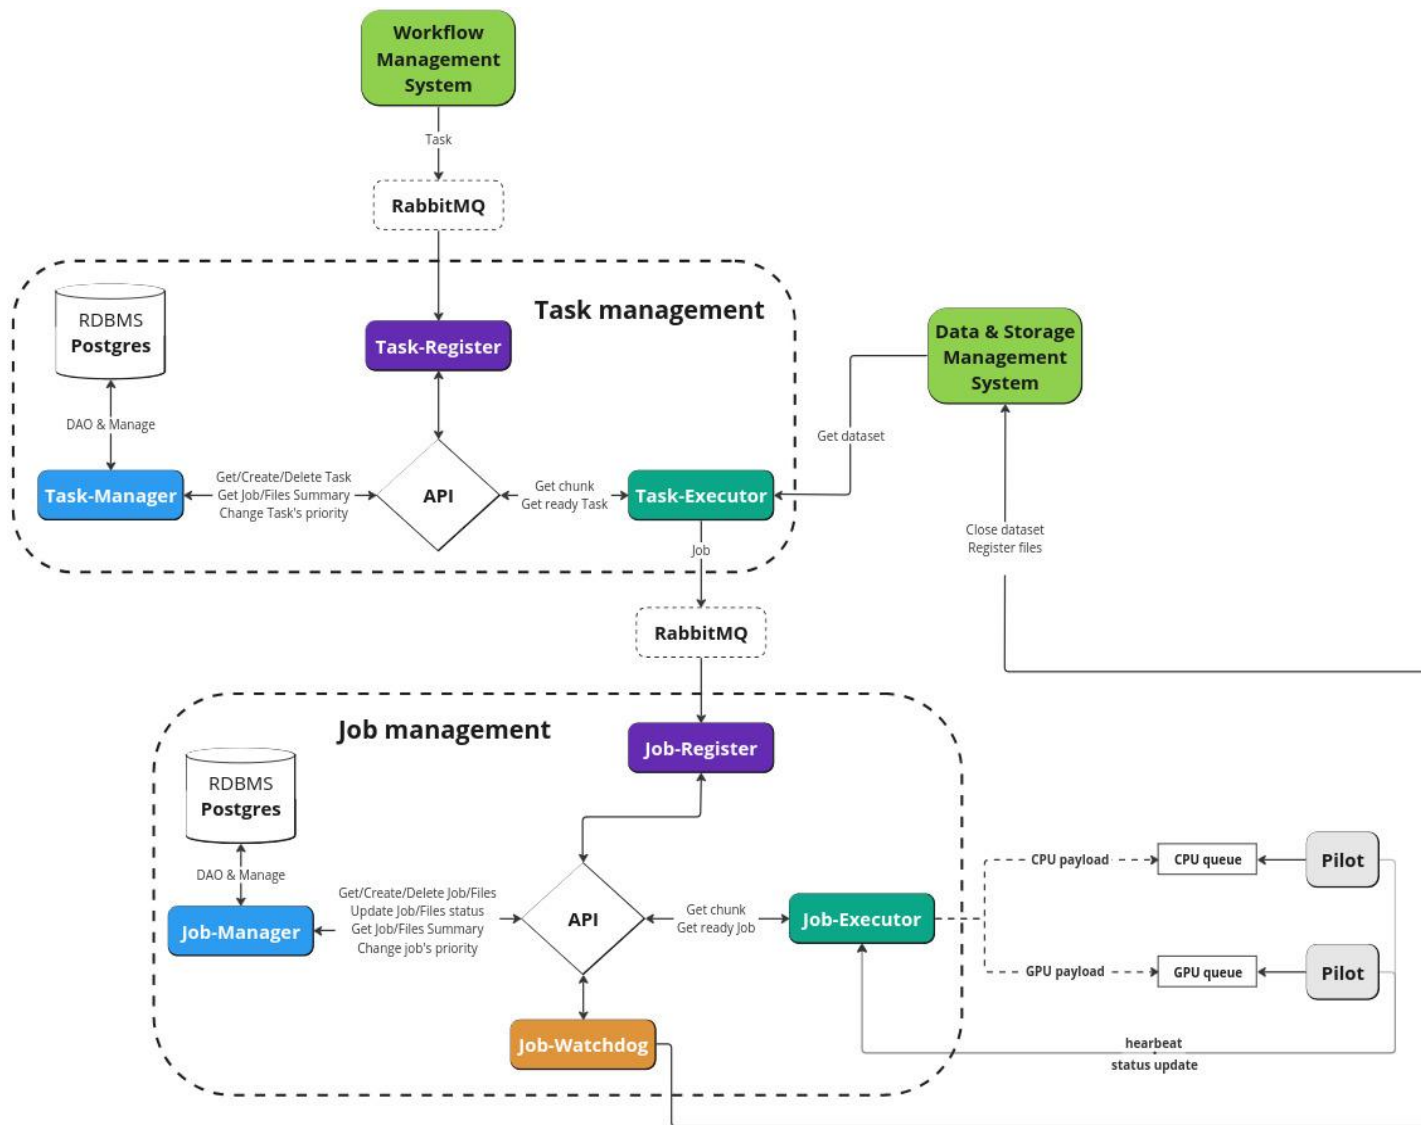 Workflow
Management
System
Task
RabbitMQ
Task management
RDBMS
Postgres
Task-Register
Data & Storage
Management
System
DAO & Manage
Get dataset
Task-Manager
Get/Create/Delete Task
Get Job/Files Summary
Change Task's priority
API
Get chunk
Get ready Task
Task-Executor
Close dataset
Register files
Job
RabbitMQ
Job management
Job-Register
RDBMS
Postgres
DAO & Manage
CPU payload
CPU queue
Pilot
Job-Manager
Get/Create/Delete Job/Files
Update Job/Files status
Get Job/Files Summary
Change job's priority
API
Get chunk
Get ready Job
Job-Executor
GPU payload
GPU queue
Pilot
Job-Watchdog
hearbeat
status update